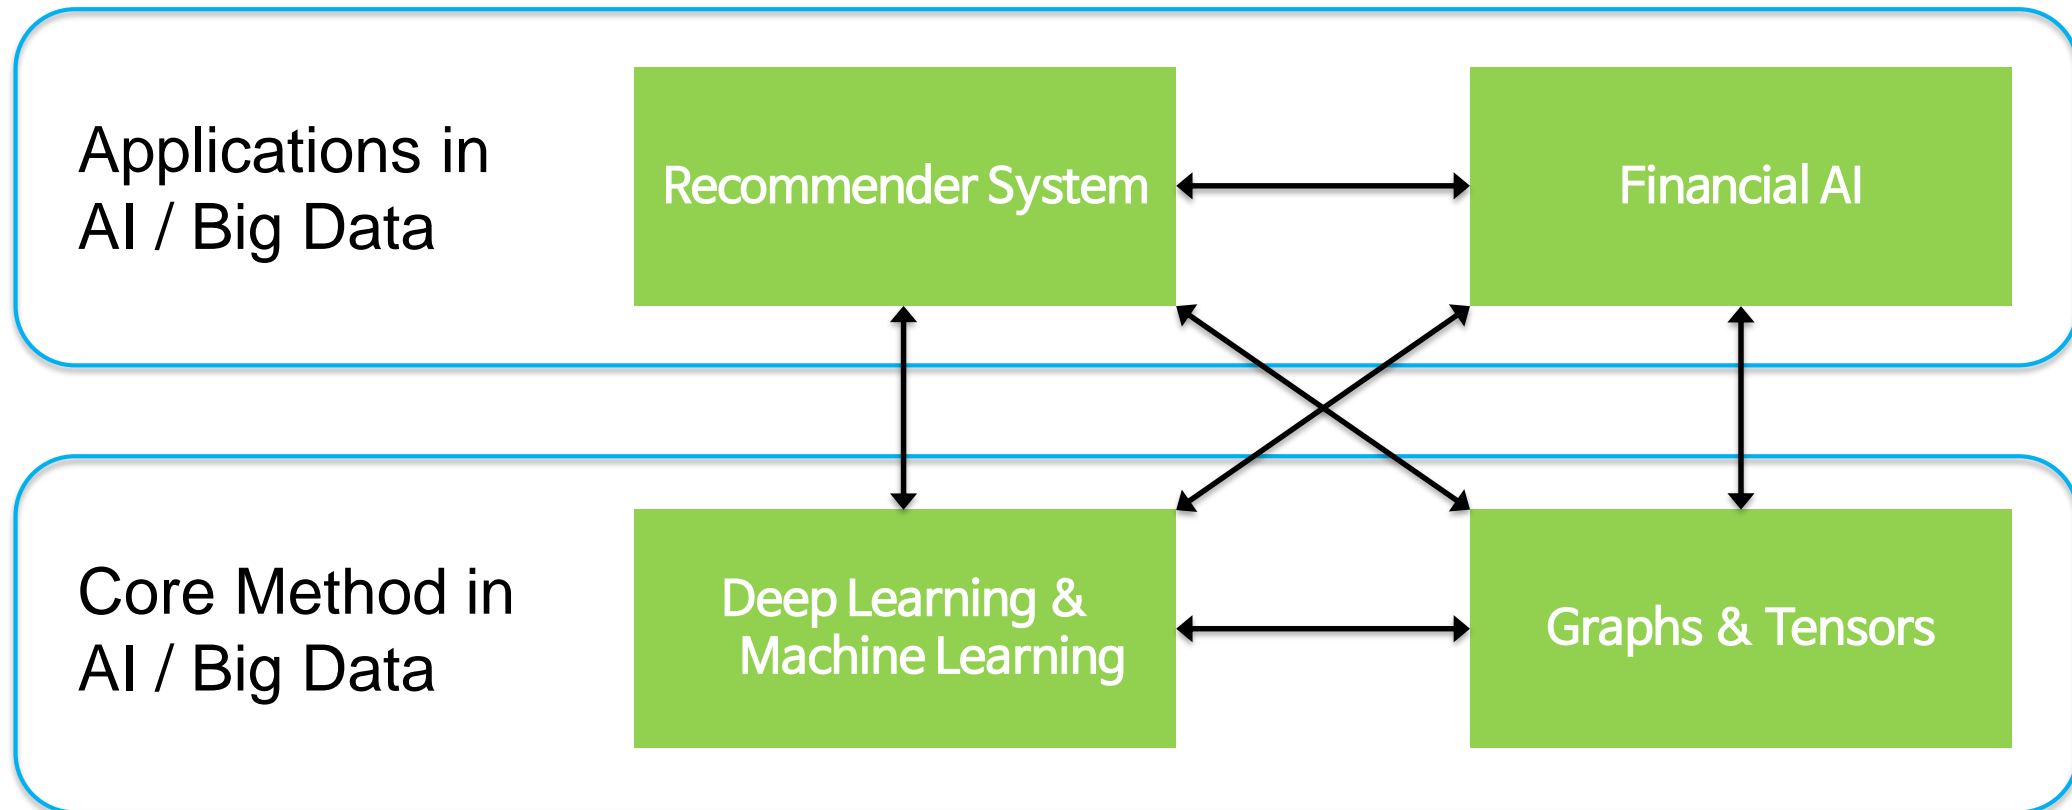 Applications in
AI / Big Data
Recommender System
Financial AI
Core Method in
AI / Big Data
Deep Learning &
Machine Learning
Graphs & Tensors